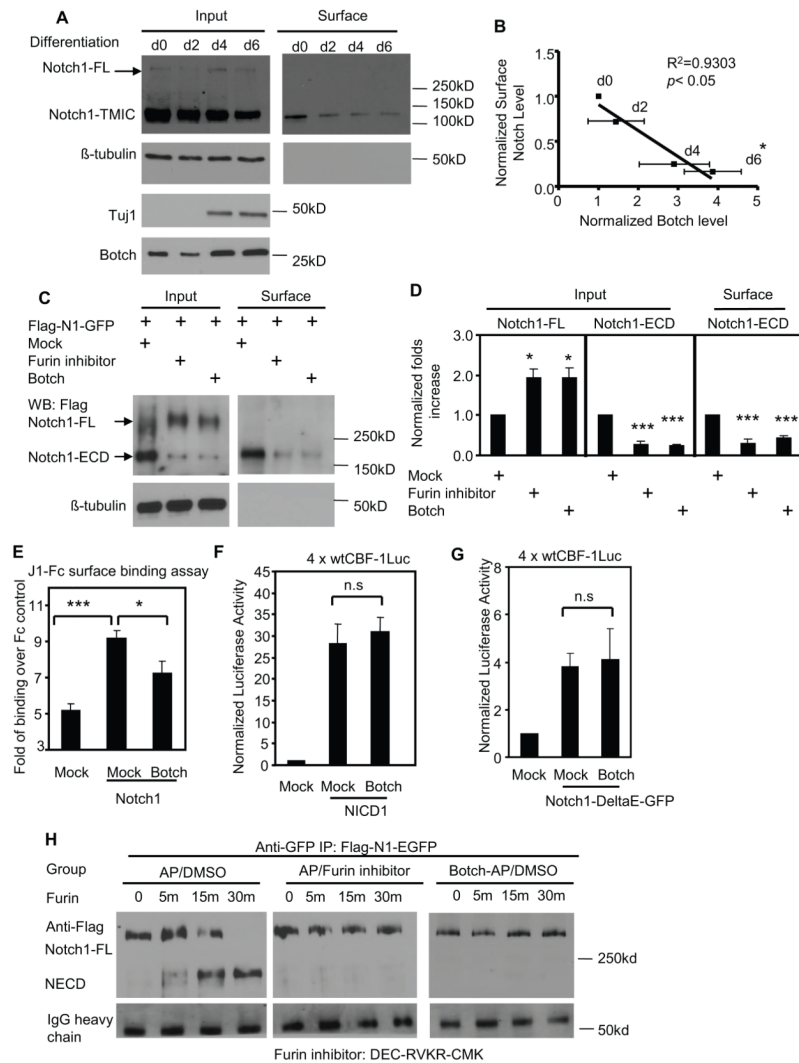 A
Input
Surface
Differentiation
d0 d2 d4 d6
d0 d2 d4 d6
Notch1-FL
250kD
150kD
Notch1-TMIC
100kD
ß-tubulin
50kD
Tuj1
50kD
Botch
25kD
B
Normalized Surface
Notch Level
1.5
1.0
0.5
0.0
R²=0.9303
p< 0.05
d0
d2
d4
d6
*
0 1 2 3 4 5
Normalized Botch level
C
Input
Surface
Flag-N1-GFP + + + + + +
Mock + +
Furin inhibitor + +
Botch + +
WB: Flag
Notch1-FL
250kD
Notch1-ECD
150kD
ß-tubulin
50kD
D
Input
Surface
Notch1-FL
Notch1-ECD
Notch1-ECD
Normalized folds
increase
3.0
2.0
1.0
0.0
* *
*** ***
*** ***
Mock + + +
Furin inhibitor + + +
Botch + + +
E
J1-Fc surface binding assay
Fold of binding over Fc control
11
9
7
5
3
***
*
Mock Mock Botch
Notch1
F
4 x wtCBF-1Luc
Normalized Luciferase Activity
45
40
35
30
25
20
15
10
5
0
n.s
Mock Mock Botch
NICD1
G
4 x wtCBF-1Luc
Normalized Luciferase Activity
8
6
4
2
0
n.s
Mock Mock Botch
Notch1-DeltaE-GFP
H
Anti-GFP IP: Flag-N1-EGFP
Group
AP/DMSO
AP/Furin inhibitor
Botch-AP/DMSO
Furin
0 5m 15m 30m
0 5m 15m 30m
0 5m 15m 30m
Anti-Flag
Notch1-FL
250kd
NECD
IgG heavy
chain
50kd
Furin inhibitor: DEC-RVKR-CMK